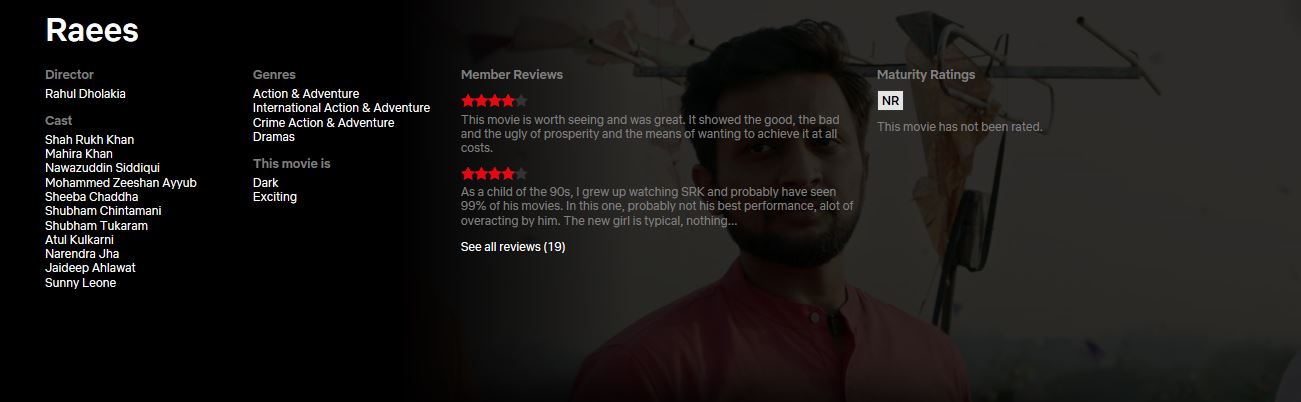 Raees
Director
Rahul Dholakia
Cast
Shah Rukh Khan
Mahira Khan
Nawazuddin Siddiqui
Mohammed Zeeshan Ayyub
Sheeba Chaddha
Shubham Chintamani
Shubham Tukaram
Atul Kulkarni
Narendra Jha
Jaideep Ahlawat
Sunny Leone
Genres
Action & Adventure
International Action & Adventure
Crime Action & Adventure
Dramas
This movie is
Dark
Exciting
Member Reviews
This movie is worth seeing and was great. It showed the good, the bad
and the ugly of prosperity and the means of wanting to achieve it at all
costs.
As a child of the 90s, I grew up watching SRK and probably have seen
99% of his movies. In this one, probably not his best performance, alot of
overacting by him. The new girl is typical, nothing...
See all reviews (19)
Maturity Ratings
NR
This movie has not been rated.